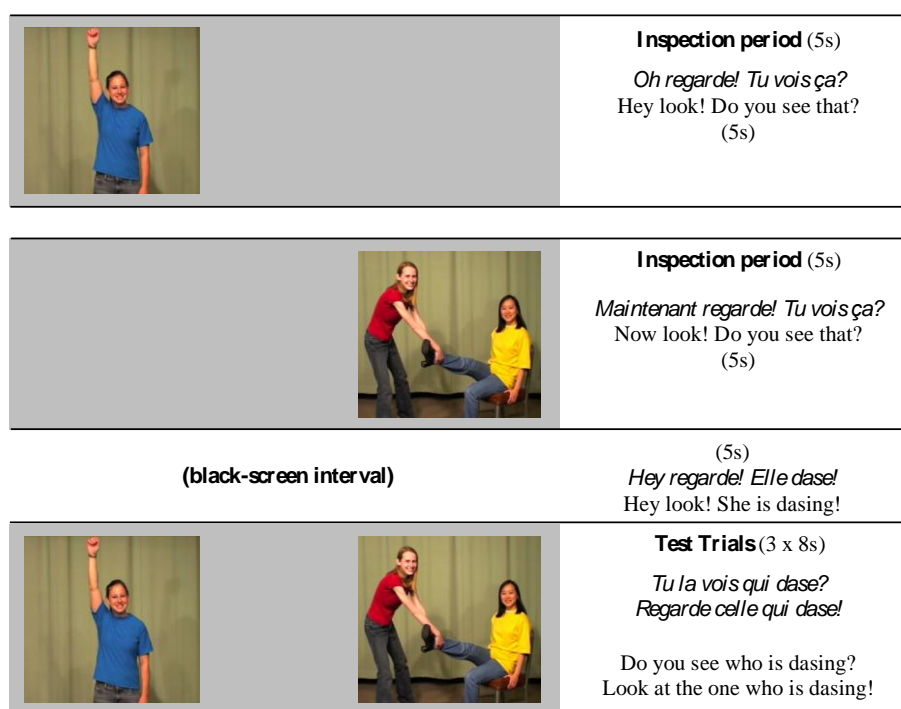 Inspection period (5s)
Oh regarde! Tu vois ça?
Hey look! Do you see that?
(5s)
Inspection period (5s)
Maintenant regarde! Tu vois ça?
Now look! Do you see that?
(5s)
(black-screen interval)
(5s)
Hey regarde! Elle dase!
Hey look! She is dasing!
Test Trials (3 x 8s)
Tu la vois qui dase?
Regarde celle qui dase!
Do you see who is dasing?
Look at the one who is dasing!